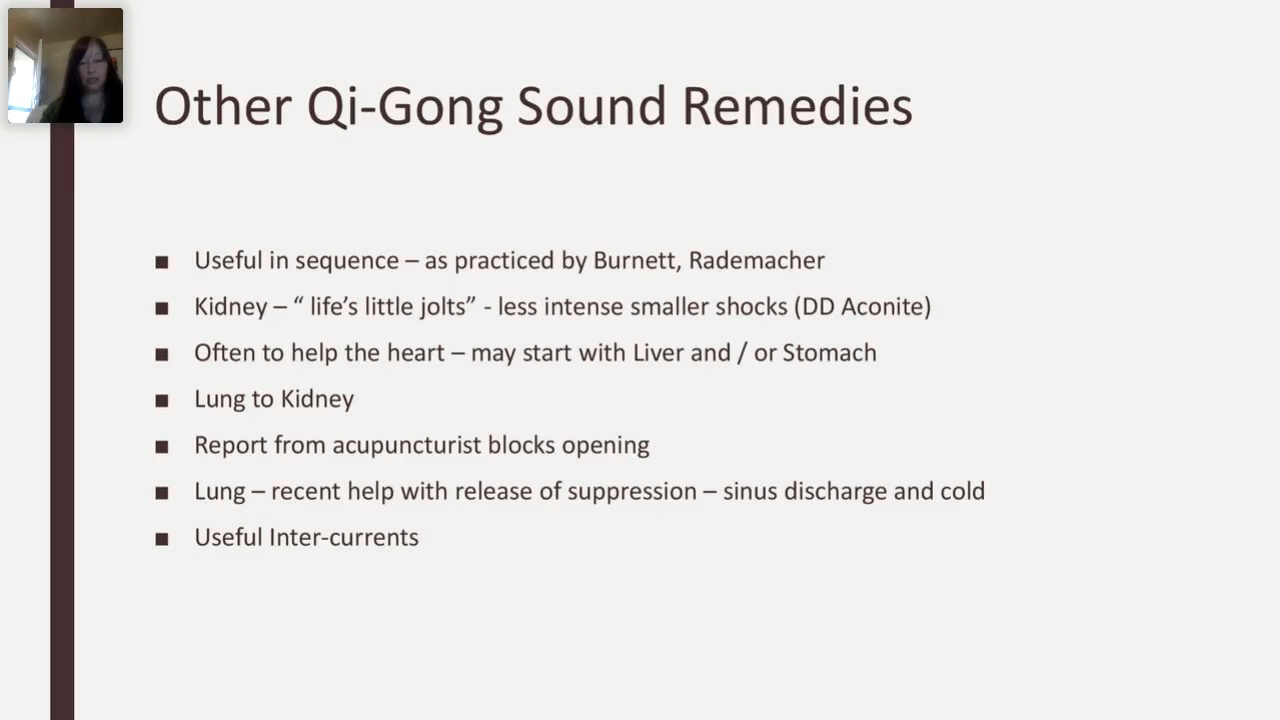 Other Qi-Gong Sound Remedies
■ Useful in sequence – as practiced by Burnett, Rademacher
■ Kidney – “ life’s little jolts” - less intense smaller shocks (DD Aconite)
■ Often to help the heart – may start with Liver and / or Stomach
■ Lung to Kidney
■ Report from acupuncturist blocks opening
■ Lung – recent help with release of suppression – sinus discharge and cold
■ Useful Inter-currents